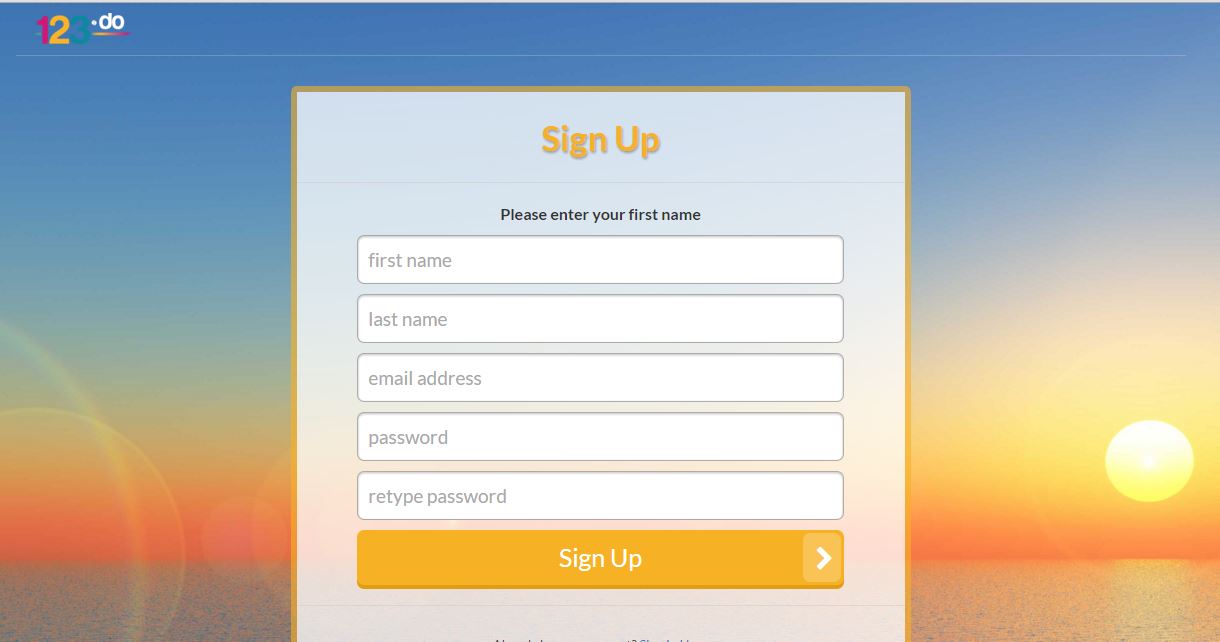 123.do
Sign Up
Please enter your first name
first name
last name
email address
password
retype password
Sign Up